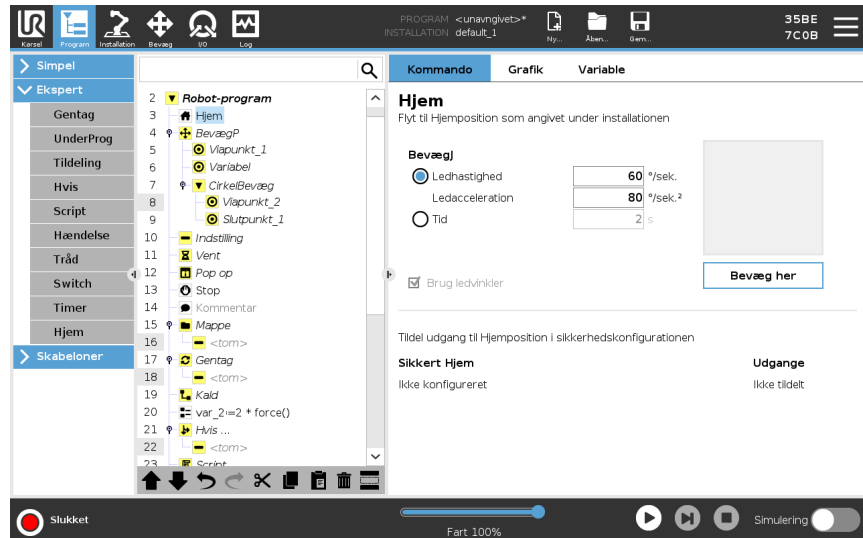 PROGRAM <unavngivet>*
INSTALLATION default_1
Kørsel
Program
Installation
Bevæg
I/O
Log
Ny...
Åben...
Gem...
35BE
7C0B
Simpel
Ekspert
Gentag
UnderProg
Tildeling
Hvis
Script
Hændelse
Tråd
Switch
Timer
Hjem
Skabeloner
2 Robot-program
3 Hjem
4 BevægP
5 Viapunkt_1
6 Variabel
7 CirkelBevæg
8 Viapunkt_2
9 Slutpunkt_1
10 Indstilling
11 Vent
12 Pop op
13 Stop
14 Kommentar
15 Mappe
16 <tom>
17 Gentag
18 <tom>
19 Kald
20 var_2:=2 * force()
21 Hvis ...
22 <tom>
23 Script
Kommando Grafik Variable
Hjem
Flyt til Hjemposition som angivet under installationen
BevægJ
Ledhastighed 60 °/sek.
Ledacceleration 80 °/sek.²
Tid 2 s
Bevæg her
Brug ledvinkler
Tildel udgang til Hjemposition i sikkerhedskonfigurationen
Sikkert Hjem Udgange
Ikke konfigureret Ikke tildelt
Slukket
Fart 100%
Simulering